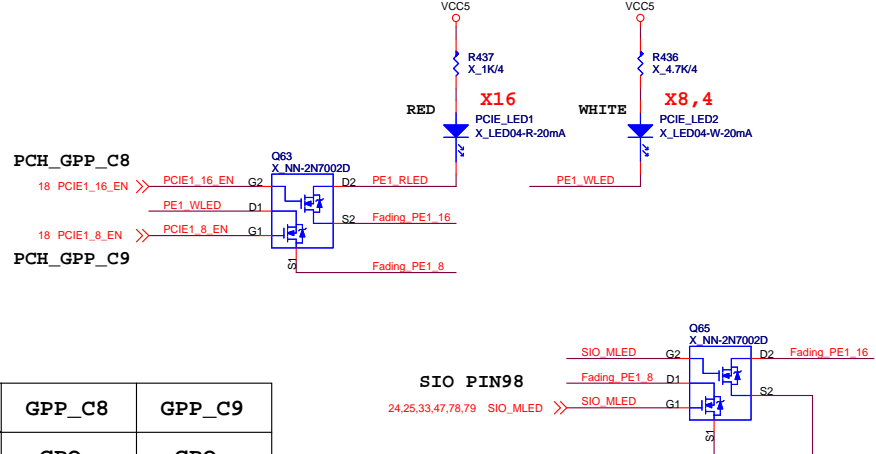 VCC5
VCC5
R437
X_1K/4
R436
X_4.7K/4
RED
X16
PCIE_LED1
X_LED04-R-20mA
WHITE
X8,4
PCIE_LED2
X_LED04-W-20mA
PCH_GPP_C8
Q63
X_NN-2N7002D
18 PCIE1_16_EN
PCIE1_16_EN
G2
D2
PE1_RLED
PE1_WLED
PE1_WLED
D1
S2
Fading_PE1_16
18 PCIE1_8_EN
PCIE1_8_EN
G1
PCH_GPP_C9
S1
Fading_PE1_8
Q65
X_NN-2N7002D
SIO_MLED
G2
D2
Fading_PE1_16
SIO PIN98
Fading_PE1_8
D1
S2
24,25,33,47,78,79 SIO_MLED
SIO_MLED
G1
S1
GPP_C8
GPP_C9